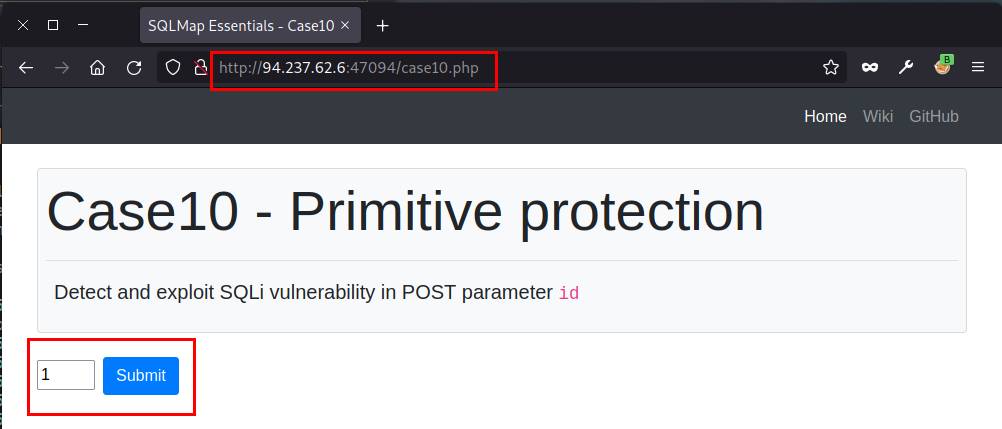 SQLMap Essentials - Case10
http://94.237.62.6:47094/case10.php
B
Home Wiki GitHub
Case10 - Primitive protection
Detect and exploit SQLi vulnerability in POST parameter id
1 Submit